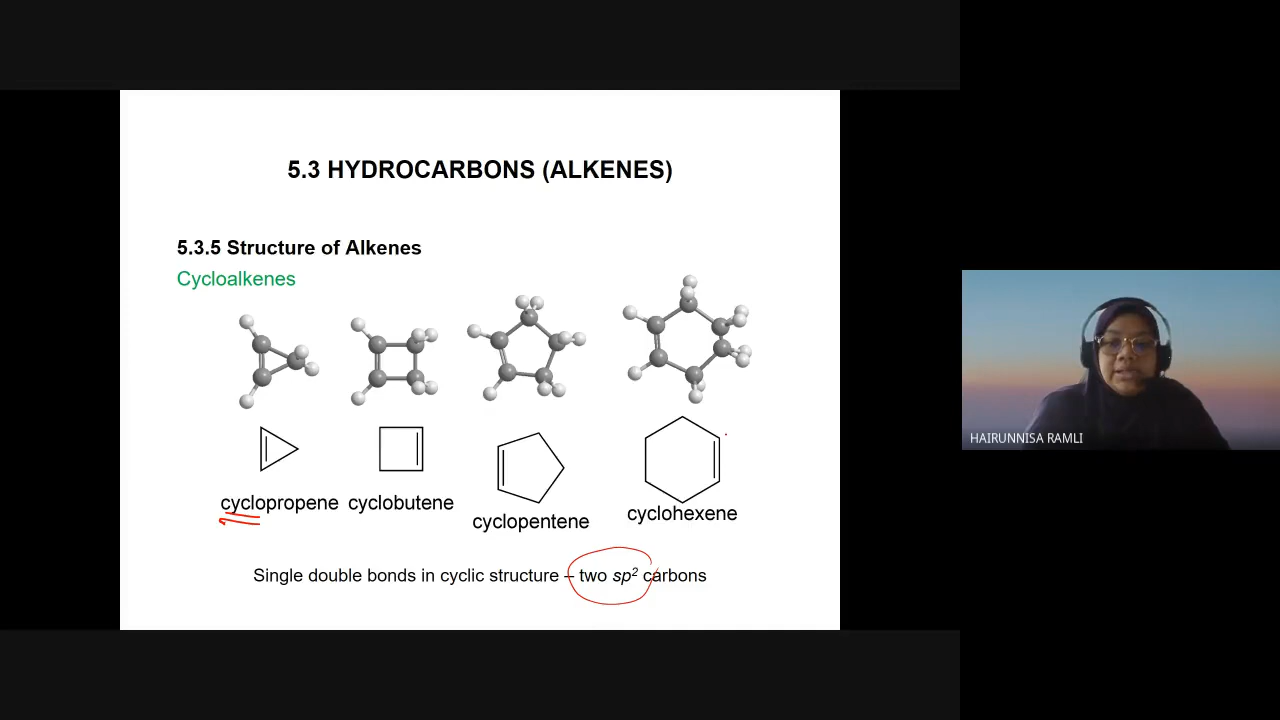 5.3 HYDROCARBONS (ALKENES)
5.3.5 Structure of Alkenes
Cycloalkenes
cyclopropene cyclobutene cyclopentene cyclohexene
Single double bonds in cyclic structure – two sp² carbons
HAIRUNNISA RAMLI